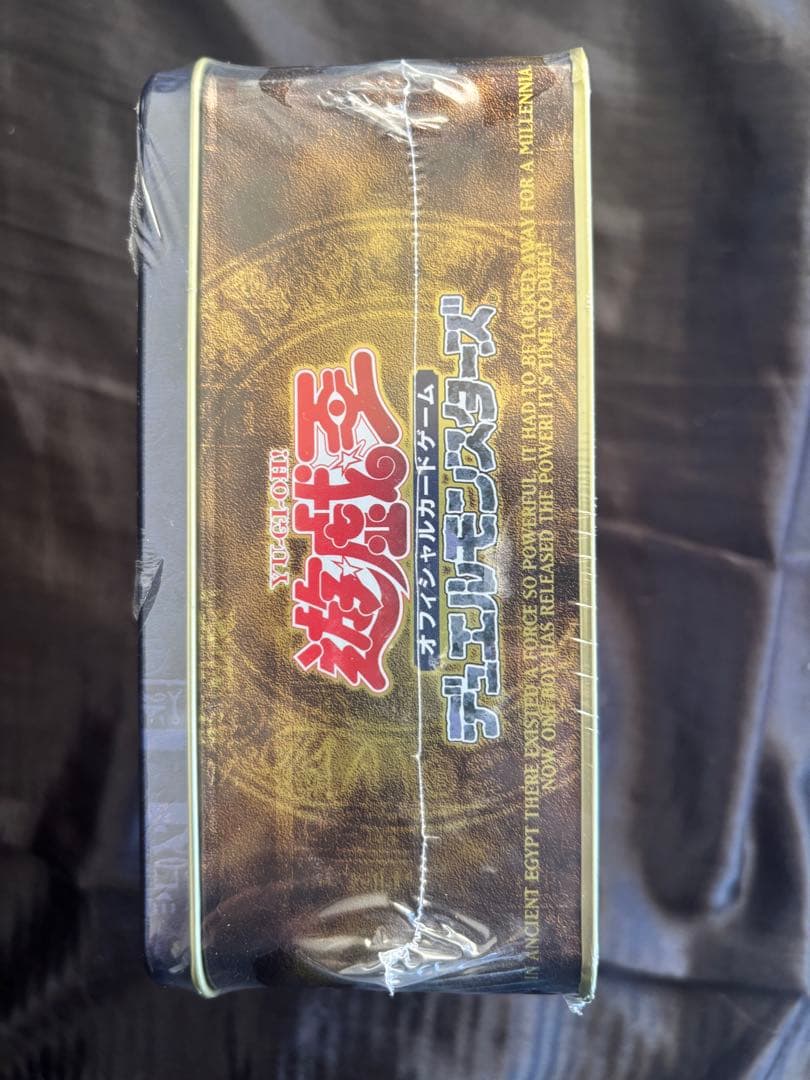 YU-GI-OH!
遊戯王
オフィシャルカードゲーム
デュエルモンスターズ
IN ANCIENT EGYPT THERE EXISTED A FORCE SO POWERFUL, IT HAD TO BE LOCKED AWAY FOR A MILLENNIA.
NOW ONE BOY HAS RELEASED THE POWER! IT'S TIME TO DUEL!!